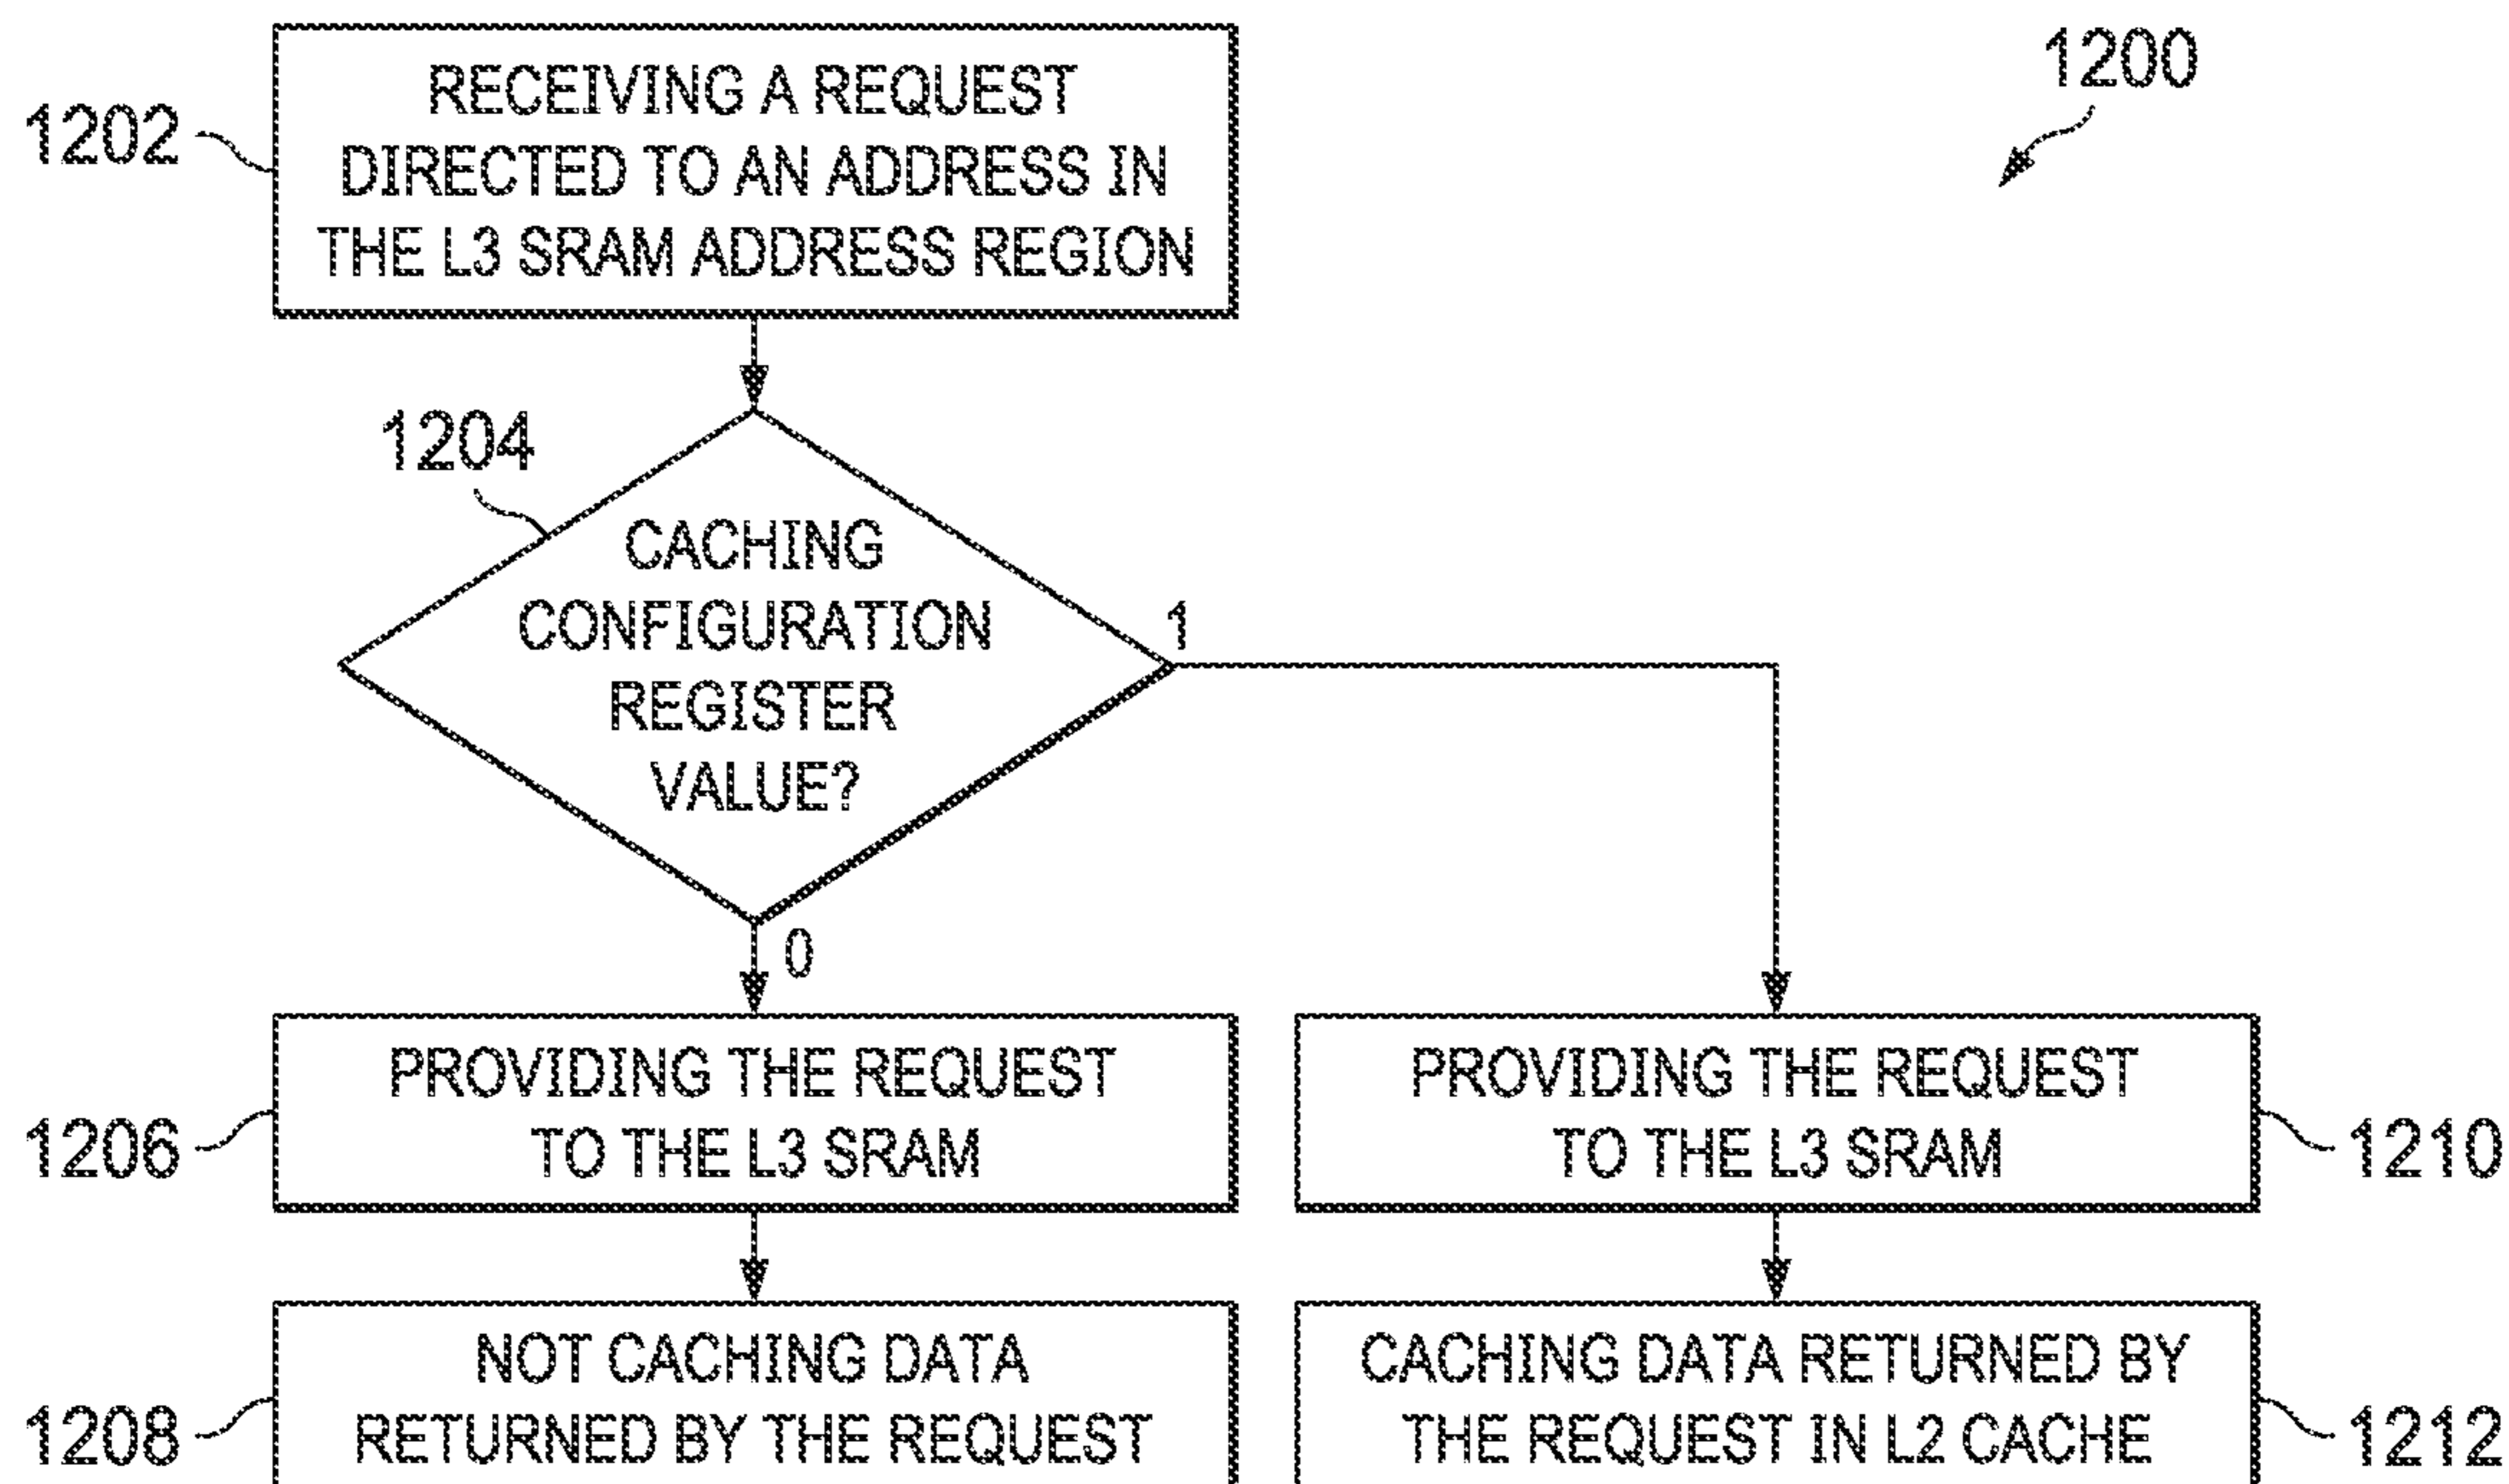 1200
1202
RECEIVING A REQUEST
DIRECTED TO AN ADDRESS IN
THE L3 SRAM ADDRESS REGION
1204
CACHING
CONFIGURATION
REGISTER
VALUE?
1
0
1206
PROVIDING THE REQUEST
TO THE L3 SRAM
PROVIDING THE REQUEST
TO THE L3 SRAM
1210
1208
NOT CACHING DATA
RETURNED BY THE REQUEST
CACHING DATA RETURNED BY
THE REQUEST IN L2 CACHE
1212